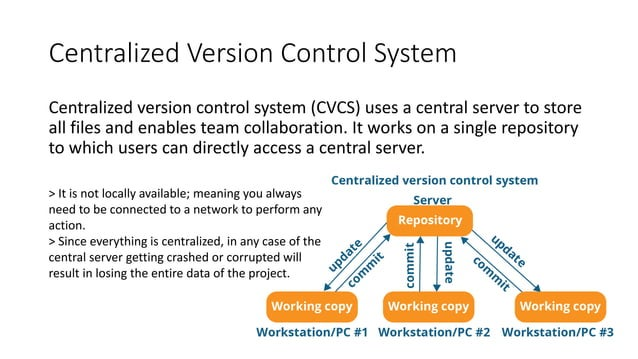 Centralized Version Control System
Centralized version control system (CVCS) uses a central server to store
all files and enables team collaboration. It works on a single repository
to which users can directly access a central server.
> It is not locally available; meaning you always
need to be connected to a network to perform any
action.
> Since everything is centralized, in any case of the
central server getting crashed or corrupted will
result in losing the entire data of the project.
Centralized version control system
Server
Repository
update
commit
commit
update
update
commit
Working copy
Working copy
Working copy
Workstation/PC #1
Workstation/PC #2
Workstation/PC #3